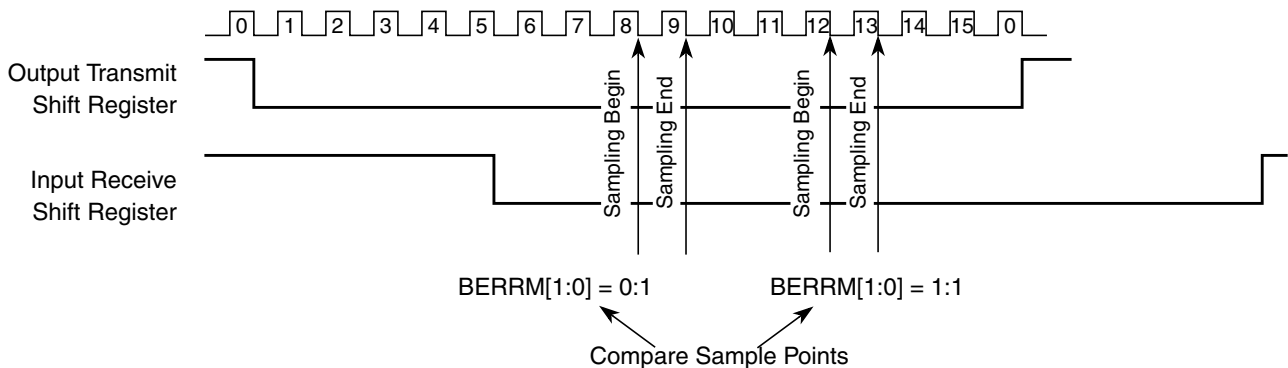 0 1 2 3 4 5 6 7 8 9 10 11 12 13 14 15 0
Output Transmit
Shift Register
Input Receive
Shift Register
Sampling Begin
Sampling End
Sampling Begin
Sampling End
BERRM[1:0] = 0:1
BERRM[1:0] = 1:1
Compare Sample Points